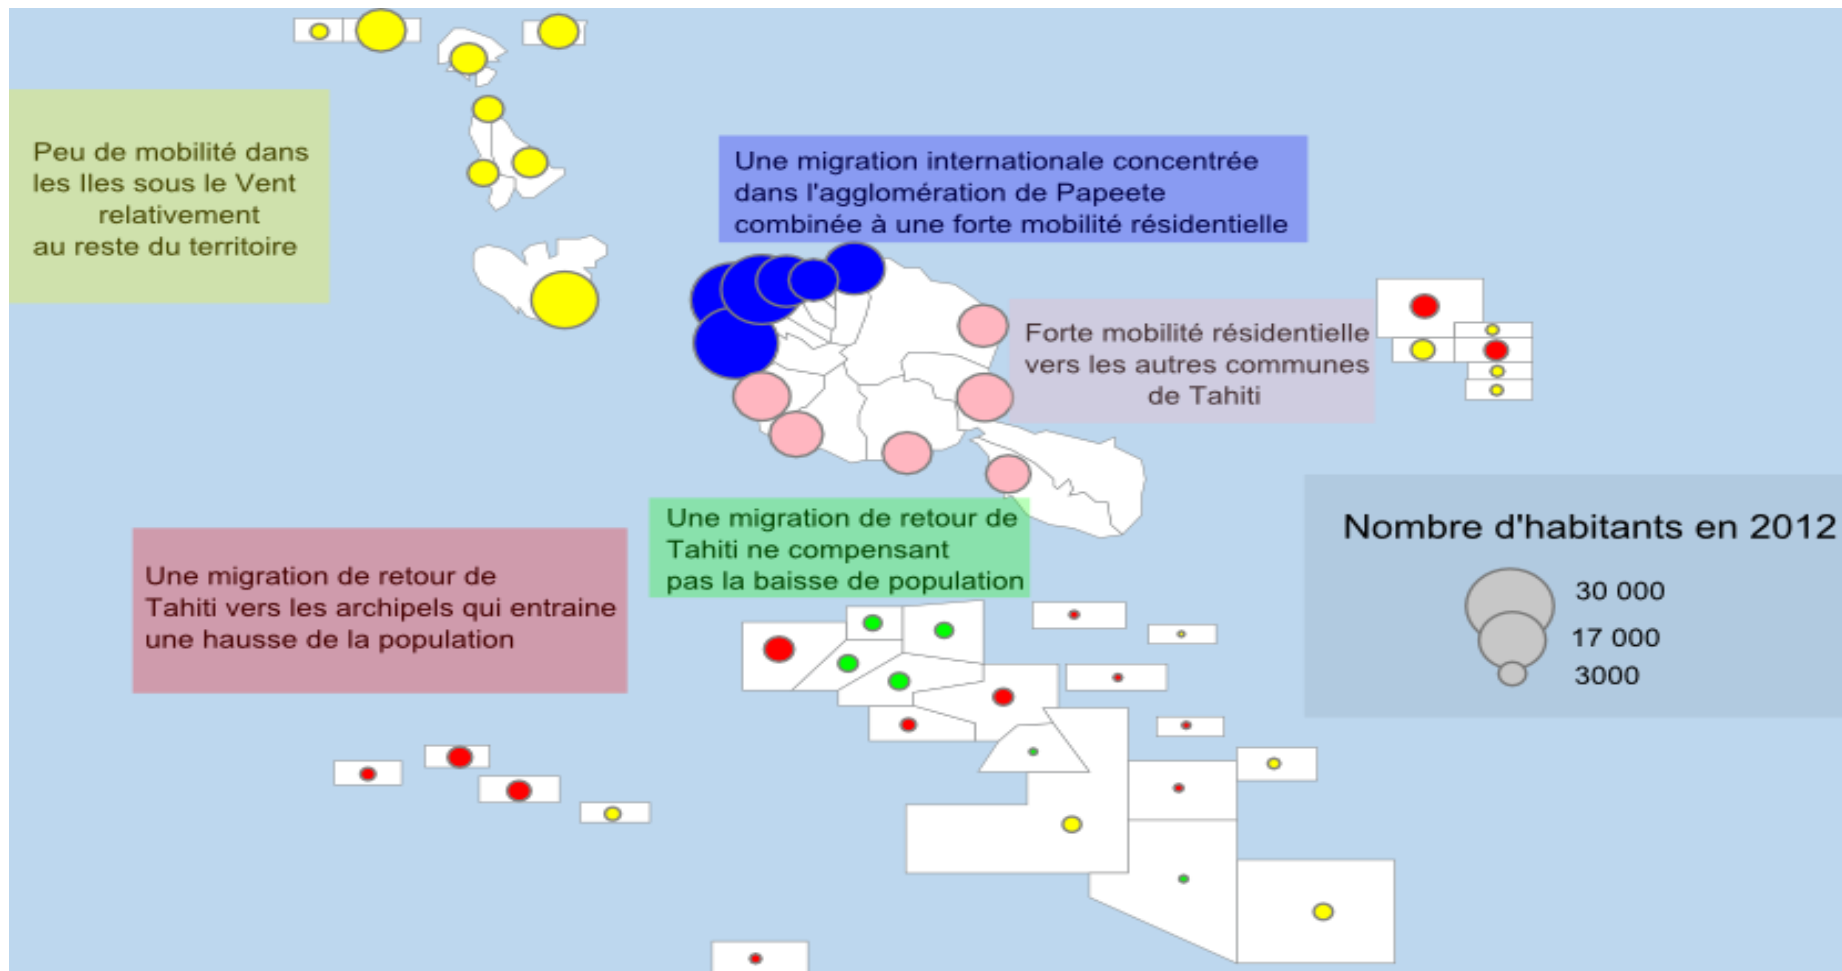 Peu de mobilité dans
les Iles sous le Vent
relativement
au reste du territoire
Une migration internationale concentrée
dans l'agglomération de Papeete
combinée à une forte mobilité résidentielle
Forte mobilité résidentielle
vers les autres communes
de Tahiti
Une migration de retour de
Tahiti ne compensant
pas la baisse de population
Une migration de retour de
Tahiti vers les archipels qui entraine
une hausse de la population
Nombre d'habitants en 2012
30 000
17 000
3000